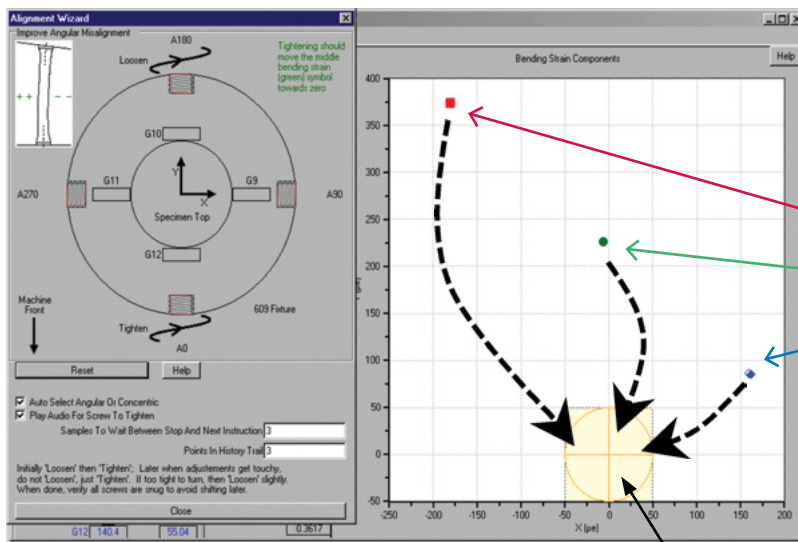 Alignment Wizard
Improve Angular Misalignment
A180
Loosen
Tightening should
move the middle
bending strain
(green) symbol
towards zero
++
--
G10
G11
Y
X
G9
A270
A90
Specimen Top
G12
Machine
Front
609 Fixture
Tighten
A0
Reset
Help
Auto Select Angular Or Concentric
Play Audio For Screw To Tighten
Samples To Wait Between Stop And Next Instruction 3
Points In History Trail 3
Initially 'Loosen' then 'Tighten'; Later when adjustements get touchy,
do not 'Loosen', just 'Tighten'. If too tight to turn, then 'Loosen' slightly.
When done, verify all screws are snug to avoid shifting later.
Close
G12 140.4 55.04 0.3617
Help
Bending Strain Components
400
350
300
250
200
150
100
50
0
-50
-250 -200 -150 -100 -50 0 50 100 150 200
X (µe)